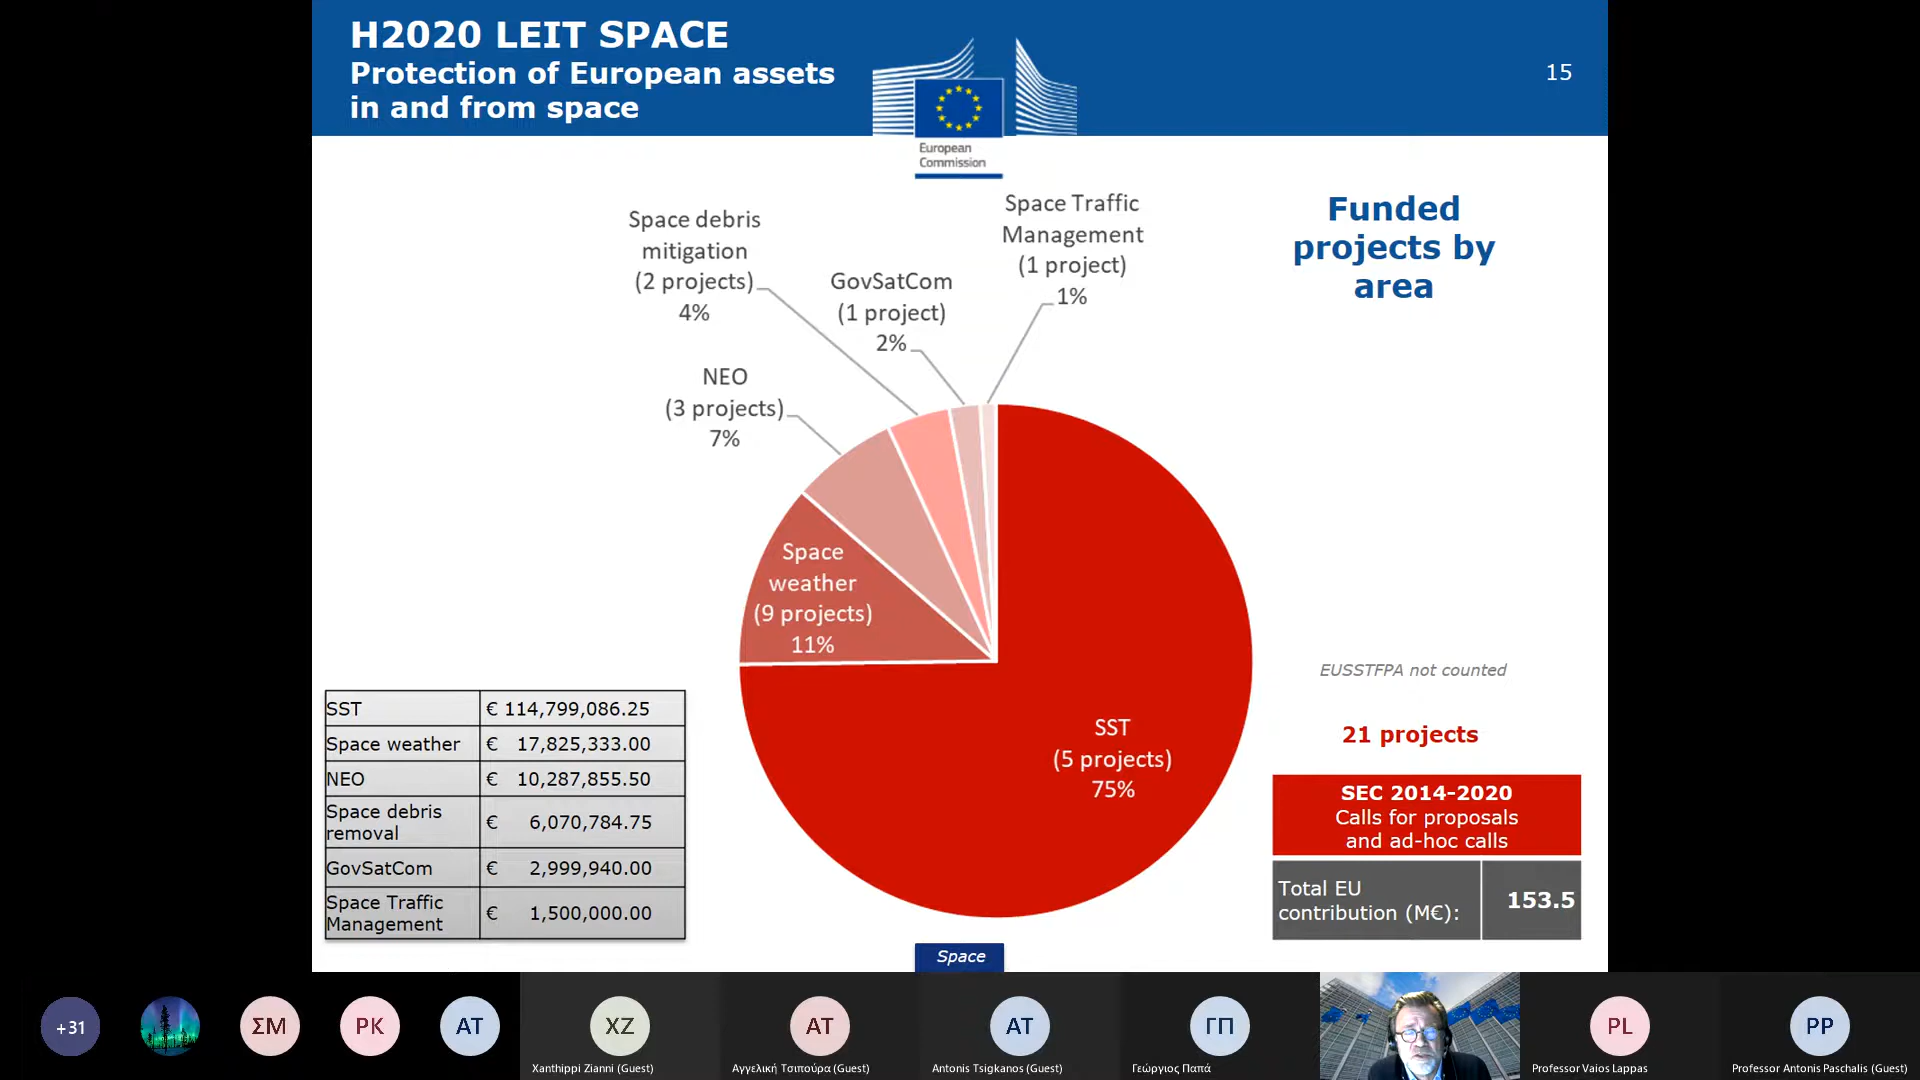 H2020 LEIT SPACE
Protection of European assets
in and from space
15
European
Commission
Funded
projects by
area
Space debris
mitigation
(2 projects)
4%
GovSatCom
(1 project)
2%
Space Traffic
Management
(1 project)
1%
NEO
(3 projects)
7%
Space
weather
(9 projects)
11%
SST
(5 projects)
75%
SST € 114,799,086.25
Space weather € 17,825,333.00
NEO € 10,287,855.50
Space debris
removal € 6,070,784.75
GovSatCom € 2,999,940.00
Space Traffic
Management € 1,500,000.00
EUSSTFPA not counted
21 projects
SEC 2014-2020
Calls for proposals
and ad-hoc calls
Total EU
contribution (M€): 153.5
Space
+31
ΣM
PK
AT
XZ
Xanthippi Zianni (Guest)
AT
Αγγελική Τσιπούρα (Guest)
AT
Antonis Tsigkanos (Guest)
ΓΠ
Γεώργιος Παπά
PL
Professor Vaios Lappas
PP
Professor Antonis Paschalis (Guest)